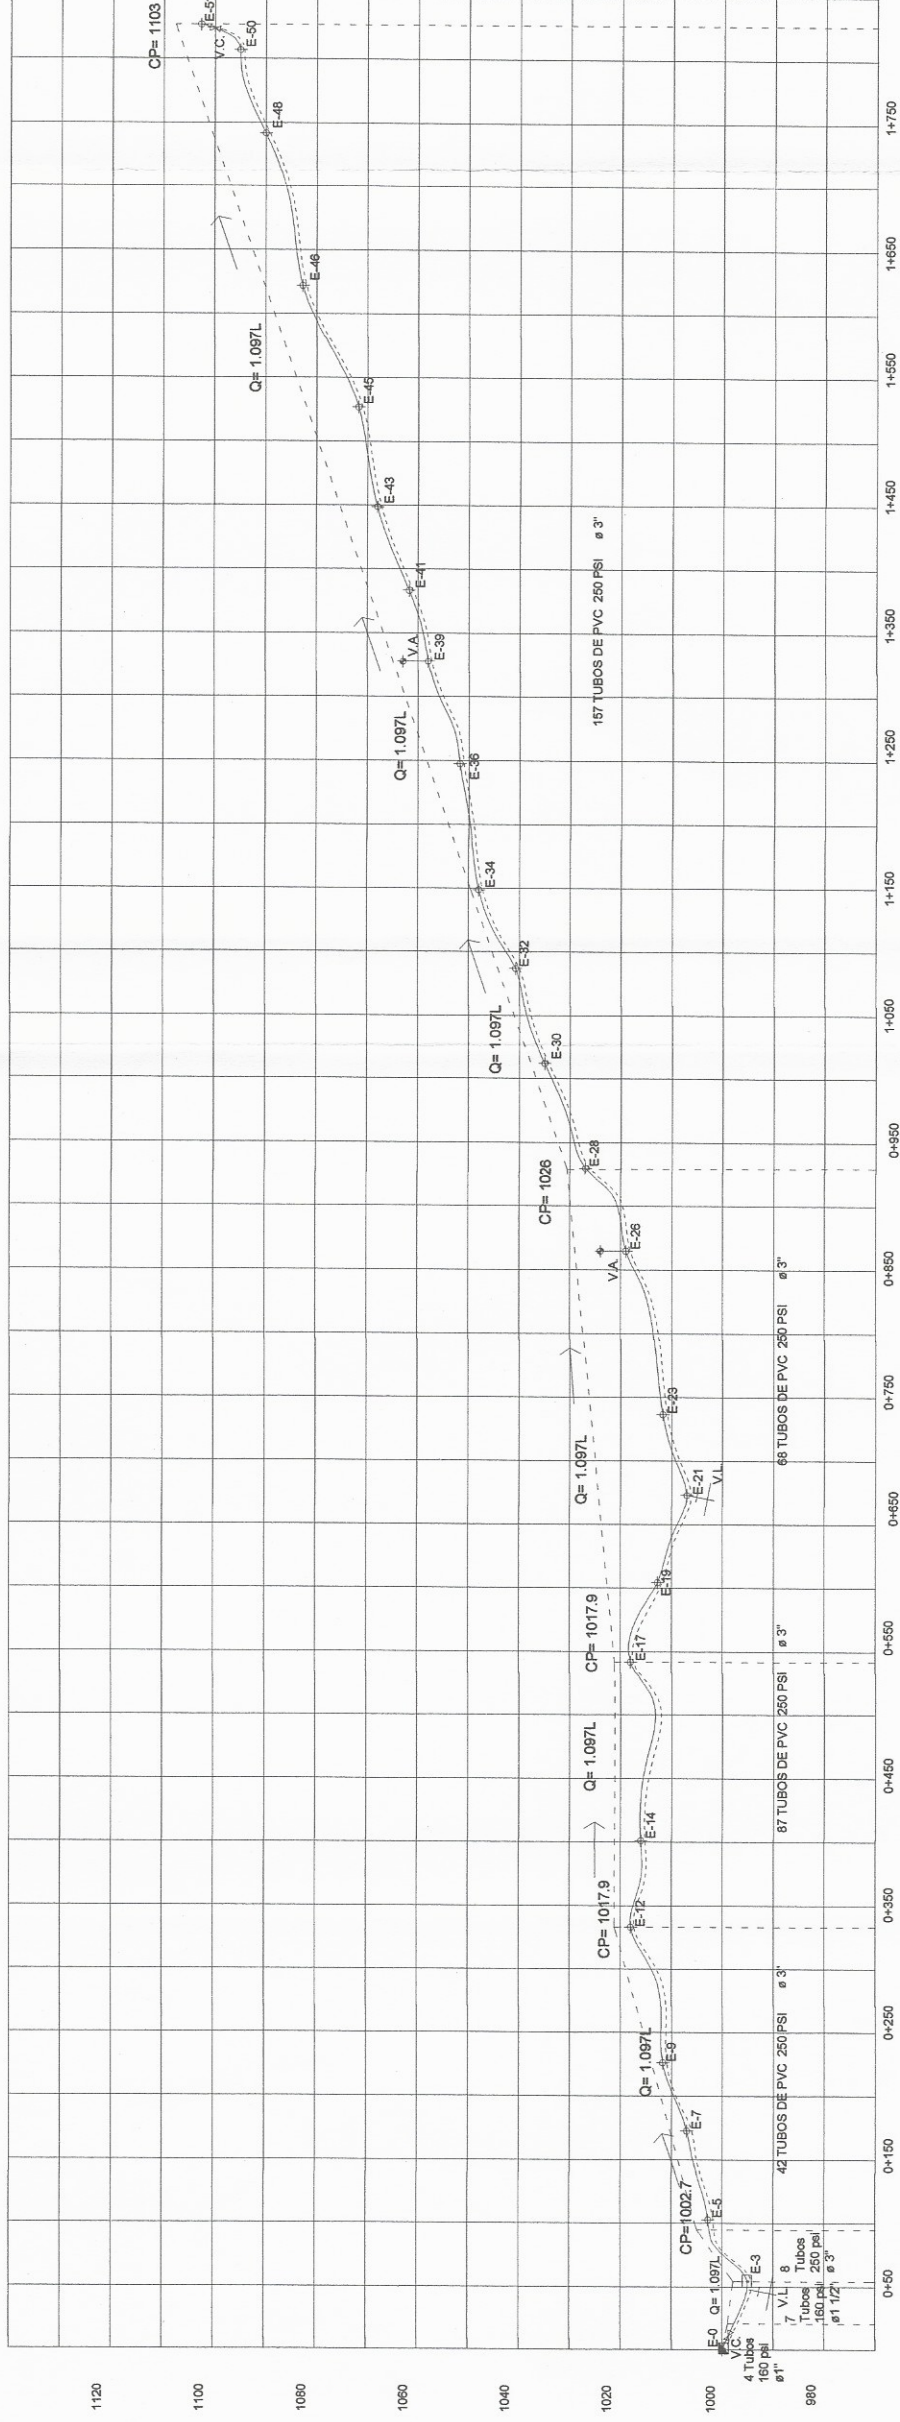 1120
1100
1080
1060
1040
1020
1000
980
E-0
V.C.
4 Tubos
160 psi
ø1"
Q= 1.097L
7
Tubos
160 psi
ø1 1/2"
V.L
E-3
8
Tubos
250 psi
ø 3"
CP=1002.7
E-5
E-7
Q= 1.097L
E-9
42 TUBOS DE PVC 250 PSI ø 3"
CP= 1017.9
E-12
E-14
Q= 1.097L
87 TUBOS DE PVC 250 PSI ø 3"
CP= 1017.9
E-17
E-19
E-21
V.L
Q= 1.097L
E-23
68 TUBOS DE PVC 250 PSI ø 3"
V.A.
E-26
CP= 1026
E-28
E-30
Q= 1.097L
E-32
E-34
E-36
Q= 1.097L
V.A.
E-39
157 TUBOS DE PVC 250 PSI ø 3"
E-41
E-43
E-45
Q= 1.097L
E-46
E-48
CP= 1103
V.C.
E-50
0+50
0+150
0+250
0+350
0+450
0+550
0+650
0+750
0+850
0+950
1+050
1+150
1+250
1+350
1+450
1+550
1+650
1+750